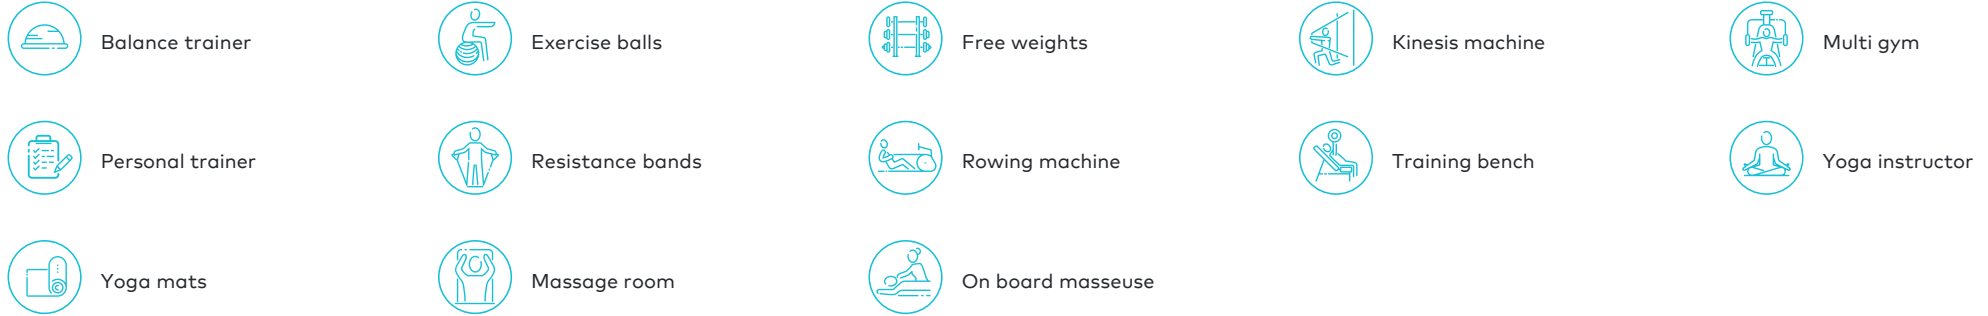 Balance trainer
Exercise balls
Free weights
Kinesis machine
Multi gym
Personal trainer
Resistance bands
Rowing machine
Training bench
Yoga instructor
Yoga mats
Massage room
On board masseuse